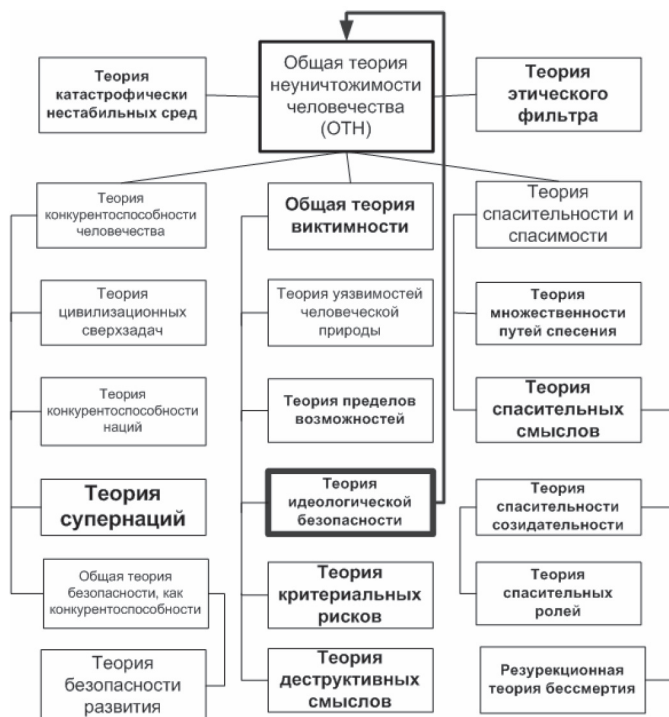 Общая теория
неуничтожимости
человечества
(ОТН)
Теория
катастрофически
нестабильных сред
Теория
этического
фильтра
Теория
конкурентоспособности
человечества
Общая теория
виктимности
Теория
спасительности и
спасимости
Теория
цивилизационных
сверхзадач
Теория уязвимостей
человеческой
природы
Теория
множественности
путей спесения
Теория
конкурентоспособности
наций
Теория пределов
возможностей
Теория
спасительных
смыслов
Теория
супернаций
Теория
идеологической
безопасности
Теория
спасительности
созидательности
Общая теория
безопасности, как
конкурентоспособности
Теория
критериальных
рисков
Теория
спасительных
ролей
Теория
безопасности
развития
Теория
деструктивных
смыслов
Резурекционная
теория бессмертия